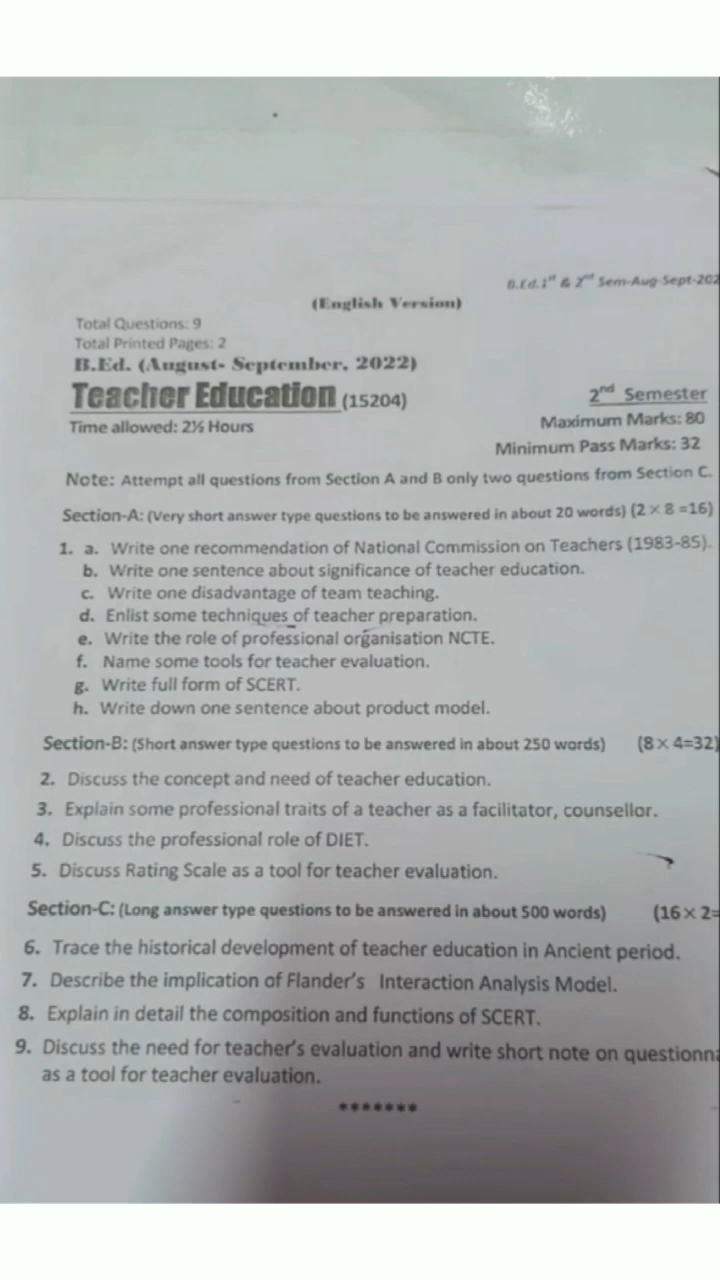 B.Ed.1st & 2nd Sem-Aug-Sept-202
(English Version)
Total Questions: 9
Total Printed Pages: 2
B.Ed. (August- September, 2022)
Teacher Education (15204)
2nd Semester
Time allowed: 2½ Hours
Maximum Marks: 80
Minimum Pass Marks: 32
Note: Attempt all questions from Section A and B only two questions from Section C.
Section-A: (Very short answer type questions to be answered in about 20 words) (2 × 8 =16)
1. a. Write one recommendation of National Commission on Teachers (1983-85).
b. Write one sentence about significance of teacher education.
c. Write one disadvantage of team teaching.
d. Enlist some techniques of teacher preparation.
e. Write the role of professional organisation NCTE.
f. Name some tools for teacher evaluation.
g. Write full form of SCERT.
h. Write down one sentence about product model.
Section-B: (Short answer type questions to be answered in about 250 words) (8× 4=32)
2. Discuss the concept and need of teacher education.
3. Explain some professional traits of a teacher as a facilitator, counsellor.
4. Discuss the professional role of DIET.
5. Discuss Rating Scale as a tool for teacher evaluation.
Section-C: (Long answer type questions to be answered in about 500 words) (16× 2=
6. Trace the historical development of teacher education in Ancient period.
7. Describe the implication of Flander's Interaction Analysis Model.
8. Explain in detail the composition and functions of SCERT.
9. Discuss the need for teacher's evaluation and write short note on questionna
as a tool for teacher evaluation.
*******